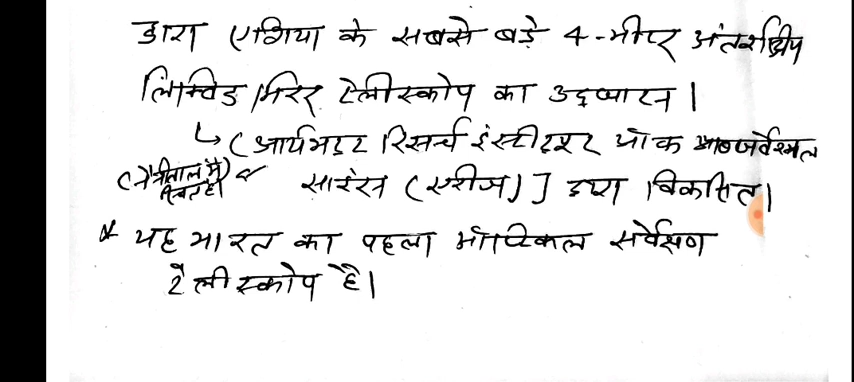 द्वारा एशिया के सबसे बड़े 4-मीटर अंतर्राष्ट्रीय
लिक्विड मिरर टेलीस्कोप का उद्घाटन।
↳ (आर्यभट्ट रिसर्च इंस्टीट्यूट ऑफ आब्जर्वेशनल
(नैनीताल में स्थित है) साइंस (एरीज)] द्वारा विकसित।
* यह भारत का पहला ऑप्टिकल सर्वेक्षण
टेलीस्कोप है।